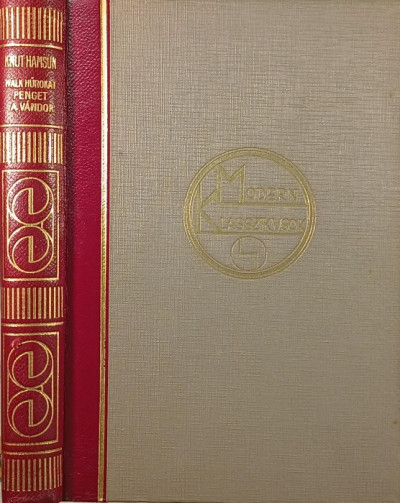 KNUT HAMSUN
HALK HÚROKAT
PENGET
A VÁNDOR
MODERN
KLASSZIKUSOK